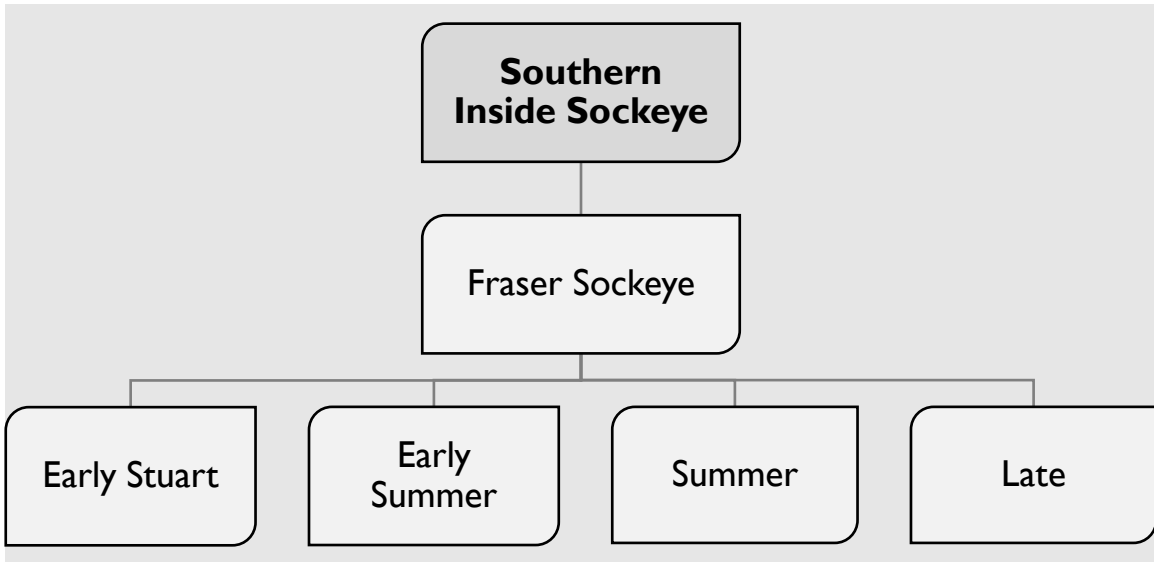 Southern
Inside Sockeye
Fraser Sockeye
Early Stuart
Early
Summer
Summer
Late